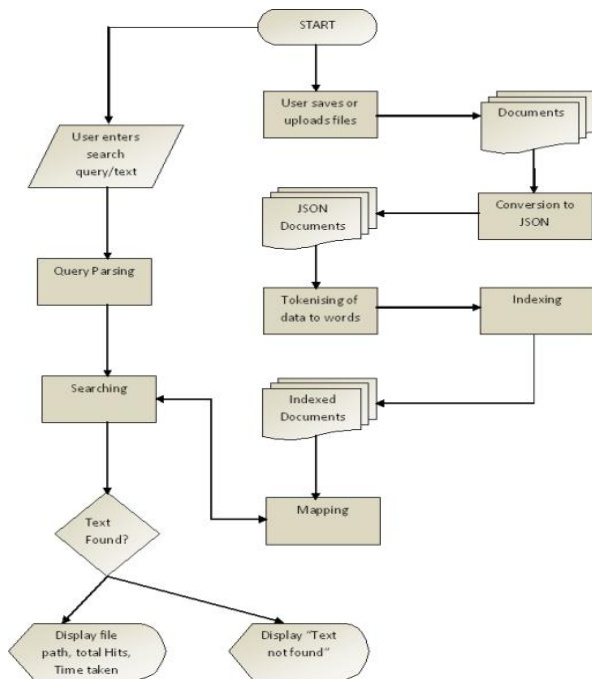 START
User saves or
uploads files
Documents
User enters
search
query/text
Conversion to
JSON
JSON
Documents
Query Parsing
Tokenising of
data to words
Indexing
Searching
Indexed
Documents
Mapping
Text
Found?
Display file
path, total Hits,
Time taken
Display “Text
not found”